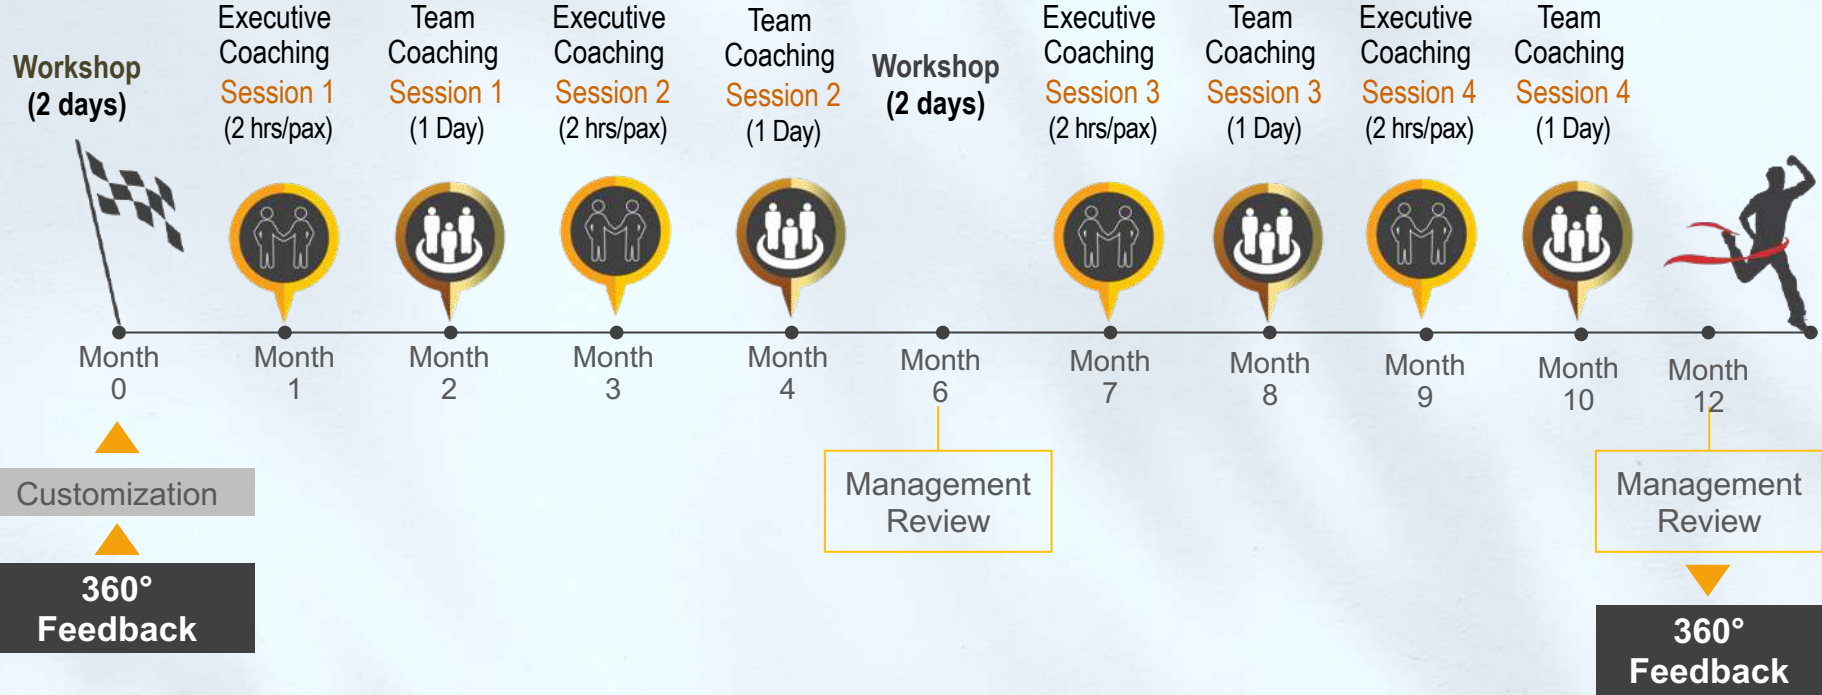 Workshop
(2 days)
Executive
Coaching
Session 1
(2 hrs/pax)
Team
Coaching
Session 1
(1 Day)
Executive
Coaching
Session 2
(2 hrs/pax)
Team
Coaching
Session 2
(1 Day)
Workshop
(2 days)
Executive
Coaching
Session 3
(2 hrs/pax)
Team
Coaching
Session 3
(1 Day)
Executive
Coaching
Session 4
(2 hrs/pax)
Team
Coaching
Session 4
(1 Day)
Month
0
Month
1
Month
2
Month
3
Month
4
Month
6
Month
7
Month
8
Month
9
Month
10
Month
12
Customization
360°
Feedback
Management
Review
Management
Review
360°
Feedback